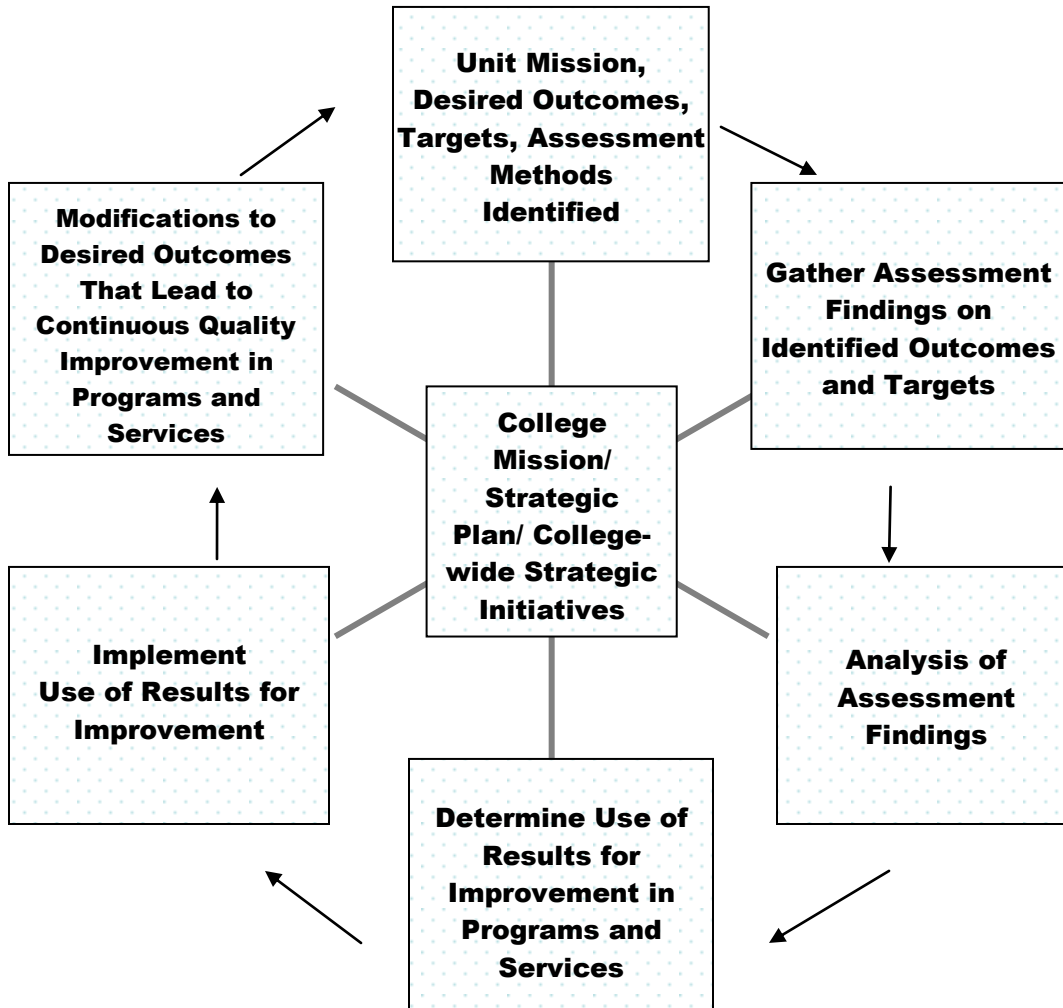 Unit Mission,
Desired Outcomes,
Targets, Assessment
Methods
Identified
Gather Assessment
Findings on
Identified Outcomes
and Targets
Analysis of
Assessment
Findings
Determine Use of
Results for
Improvement in
Programs and
Services
Implement
Use of Results for
Improvement
Modifications to
Desired Outcomes
That Lead to
Continuous Quality
Improvement in
Programs and
Services
College
Mission/
Strategic
Plan/ College-
wide Strategic
Initiatives